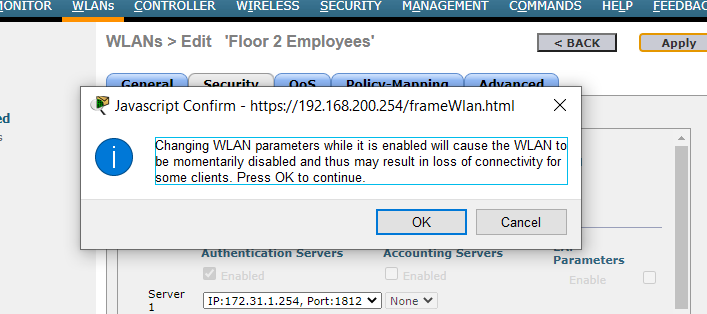 MONITOR WLANs CONTROLLER WIRELESS SECURITY MANAGEMENT COMMANDS HELP FEEDBAC
WLANs > Edit 'Floor 2 Employees'
< BACK
Apply
General Security QoS Policy-Mapping Advanced
Javascript Confirm - https://192.168.200.254/frameWlan.html
Changing WLAN parameters while it is enabled will cause the WLAN to
be momentarily disabled and thus may result in loss of connectivity for
some clients. Press OK to continue.
OK Cancel
Authentication Servers Accounting Servers
Parameters
Enabled Enabled Enable
Server
1
IP:172.31.1.254, Port:1812 None